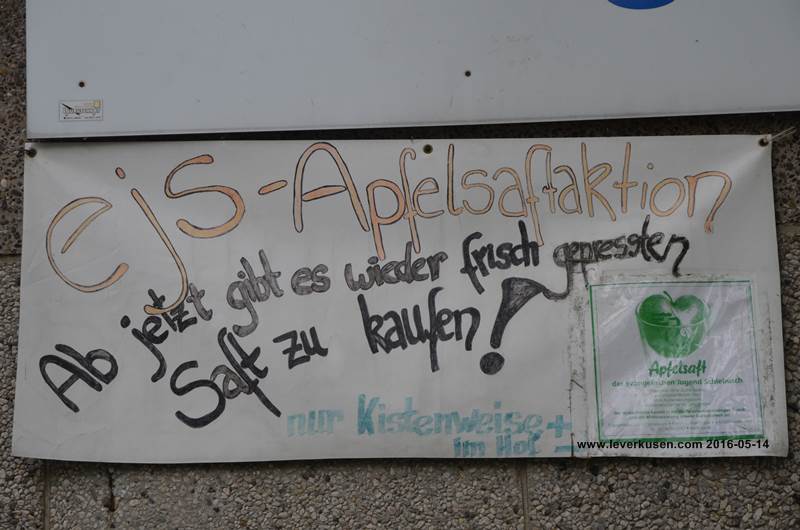 ejs-Apfelsaftaktion
Ab jetzt gibt es wieder frisch gepressten
Saft zu kaufen!
nur Kistenweise
im Hof
Apfelsaft
der evangelischen Jugend Schlebusch
www.leverkusen.com 2016-05-14